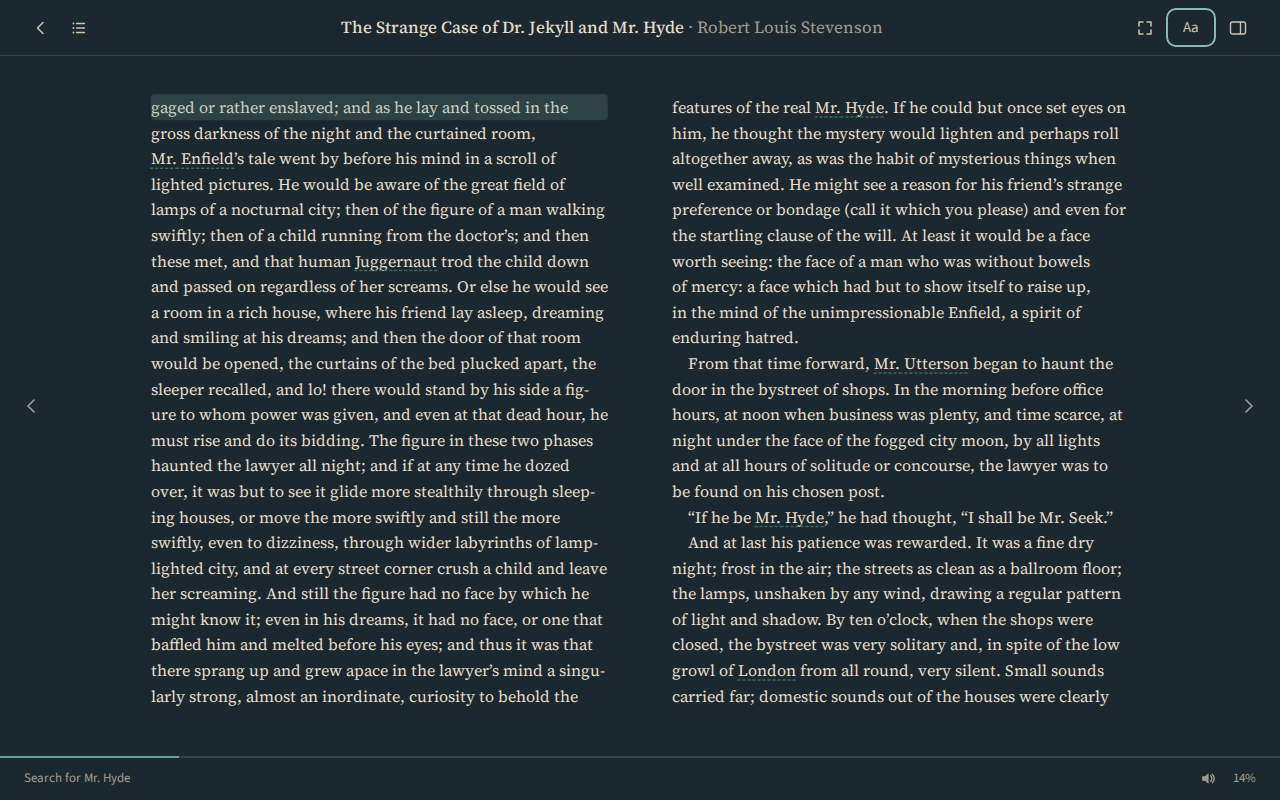 The Strange Case of Dr. Jekyll and Mr. Hyde · Robert Louis Stevenson
Aa
gaged or rather enslaved; and as he lay and tossed in the
gross darkness of the night and the curtained room,
Mr. Enfield’s tale went by before his mind in a scroll of
lighted pictures. He would be aware of the great field of
lamps of a nocturnal city; then of the figure of a man walking
swiftly; then of a child running from the doctor’s; and then
these met, and that human Juggernaut trod the child down
and passed on regardless of her screams. Or else he would see
a room in a rich house, where his friend lay asleep, dreaming
and smiling at his dreams; and then the door of that room
would be opened, the curtains of the bed plucked apart, the
sleeper recalled, and lo! there would stand by his side a fig-
ure to whom power was given, and even at that dead hour, he
must rise and do its bidding. The figure in these two phases
haunted the lawyer all night; and if at any time he dozed
over, it was but to see it glide more stealthily through sleep-
ing houses, or move the more swiftly and still the more
swiftly, even to dizziness, through wider labyrinths of lamp-
lighted city, and at every street corner crush a child and leave
her screaming. And still the figure had no face by which he
might know it; even in his dreams, it had no face, or one that
baffled him and melted before his eyes; and thus it was that
there sprang up and grew apace in the lawyer’s mind a singu-
larly strong, almost an inordinate, curiosity to behold the
features of the real Mr. Hyde. If he could but once set eyes on
him, he thought the mystery would lighten and perhaps roll
altogether away, as was the habit of mysterious things when
well examined. He might see a reason for his friend’s strange
preference or bondage (call it which you please) and even for
the startling clause of the will. At least it would be a face
worth seeing: the face of a man who was without bowels
of mercy: a face which had but to show itself to raise up,
in the mind of the unimpressionable Enfield, a spirit of
enduring hatred.
From that time forward, Mr. Utterson began to haunt the
door in the bystreet of shops. In the morning before office
hours, at noon when business was plenty, and time scarce, at
night under the face of the fogged city moon, by all lights
and at all hours of solitude or concourse, the lawyer was to
be found on his chosen post.
“If he be Mr. Hyde,” he had thought, “I shall be Mr. Seek.”
And at last his patience was rewarded. It was a fine dry
night; frost in the air; the streets as clean as a ballroom floor;
the lamps, unshaken by any wind, drawing a regular pattern
of light and shadow. By ten o’clock, when the shops were
closed, the bystreet was very solitary and, in spite of the low
growl of London from all round, very silent. Small sounds
carried far; domestic sounds out of the houses were clearly
Search for Mr. Hyde
14%